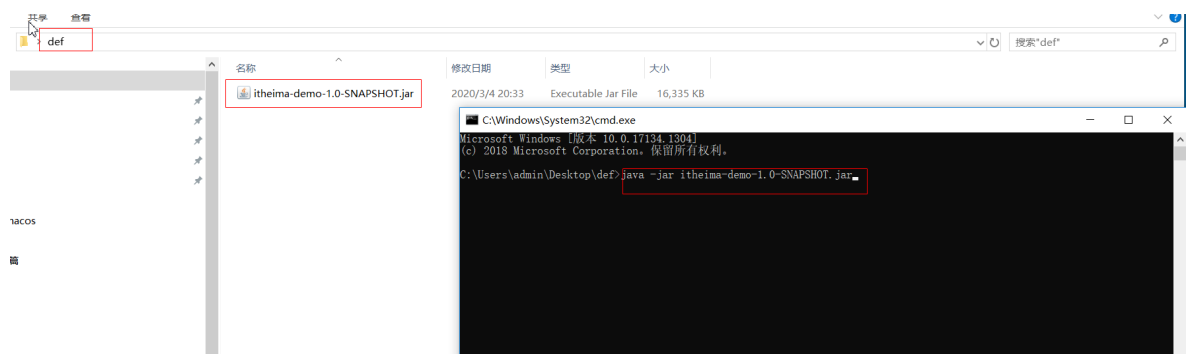 共享 查看
def
搜索"def"
名称 修改日期 类型 大小
itheima-demo-1.0-SNAPSHOT.jar 2020/3/4 20:33 Executable Jar File 16,335 KB
C:\Windows\System32\cmd.exe
Microsoft Windows [版本 10.0.17134.1304]
(c) 2018 Microsoft Corporation。保留所有权利。
C:\Users\admin\Desktop\def>java -jar itheima-demo-1.0-SNAPSHOT.jar
nacos